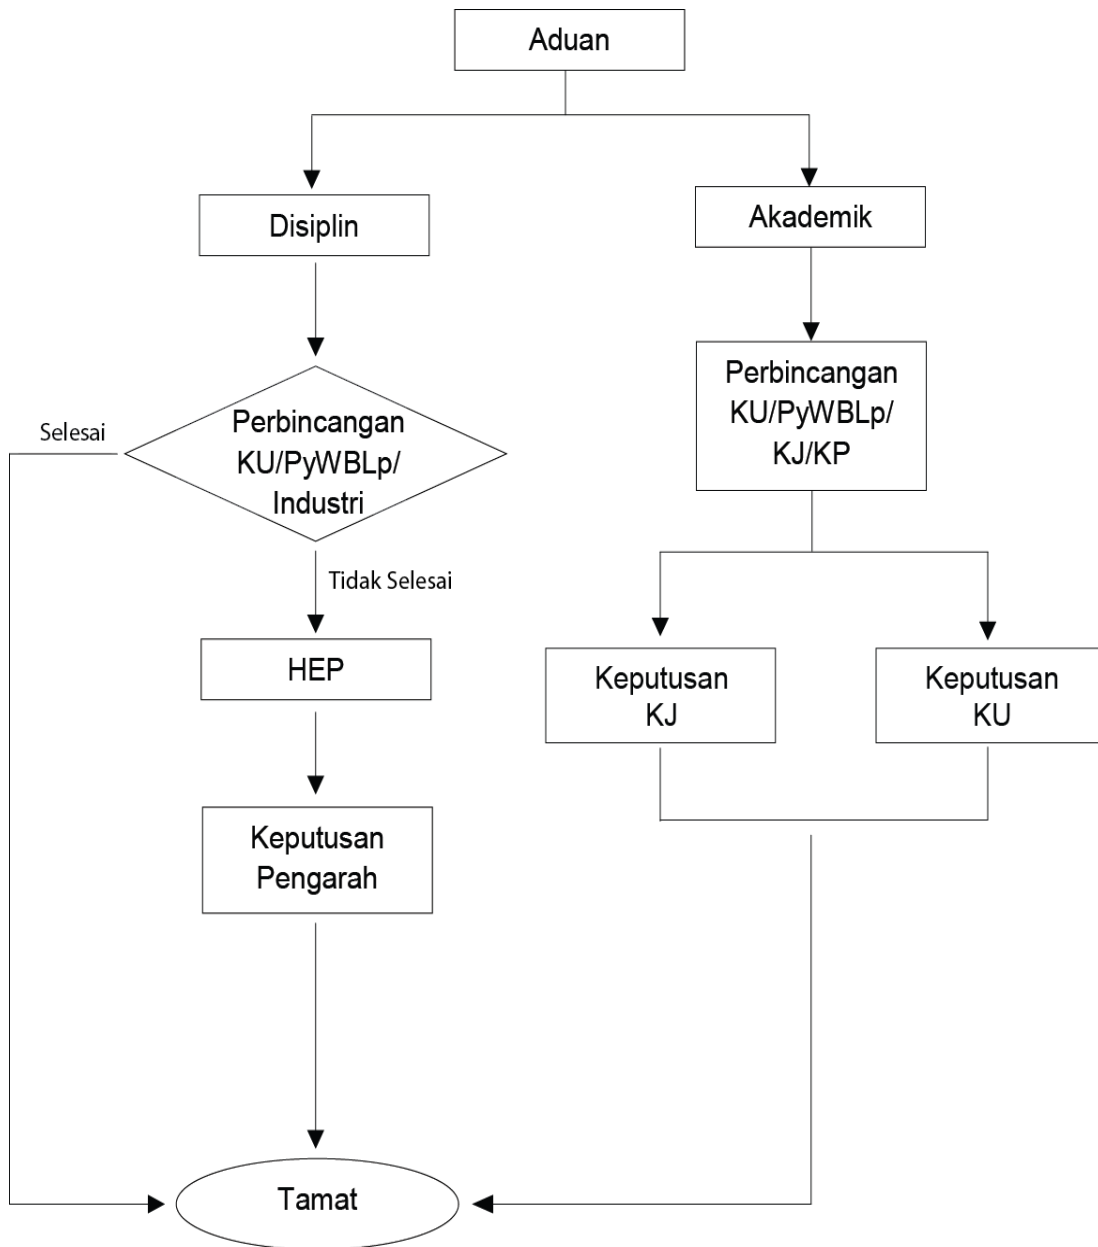 Aduan
Disiplin
Akademik
Perbincangan
KU/PyWBLp/
Industri
Selesai
Tidak Selesai
Perbincangan
KU/PyWBLp/
KJ/KP
HEP
Keputusan
KJ
Keputusan
KU
Keputusan
Pengarah
Tamat